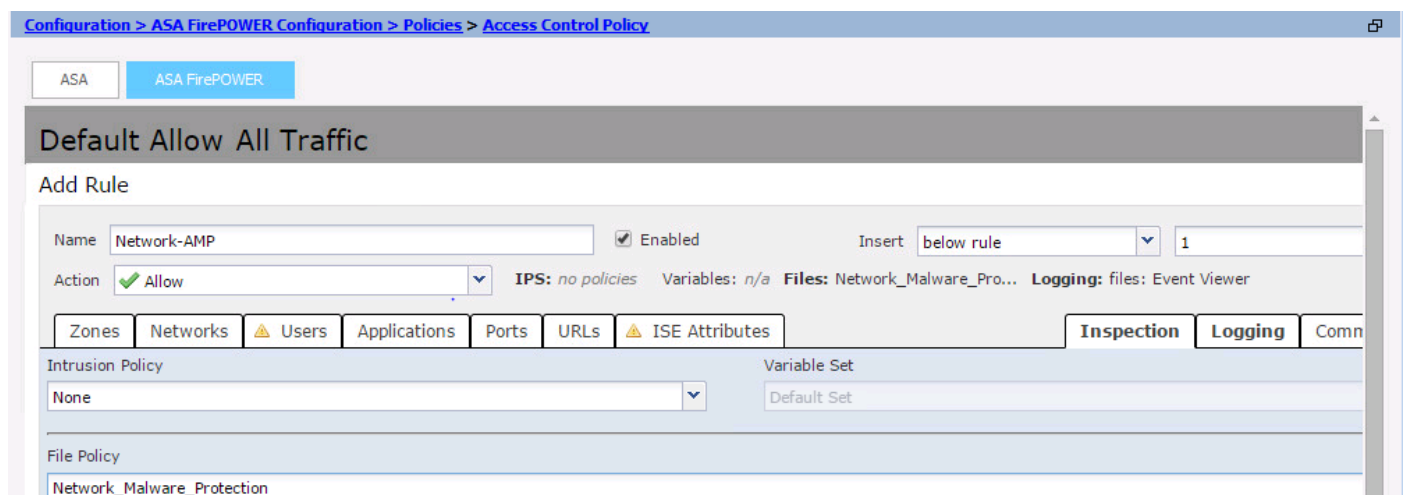 Configuration > ASA FirePOWER Configuration > Policies > Access Control Policy
ASA ASA FirePOWER
Default Allow All Traffic
Add Rule
Name Network-AMP Enabled Insert below rule 1
Action Allow IPS: no policies Variables: n/a Files: Network_Malware_Pro... Logging: files: Event Viewer
Zones Networks Users Applications Ports URLs ISE Attributes Inspection Logging Comm
Intrusion Policy Variable Set
None Default Set
File Policy
Network_Malware_Protection